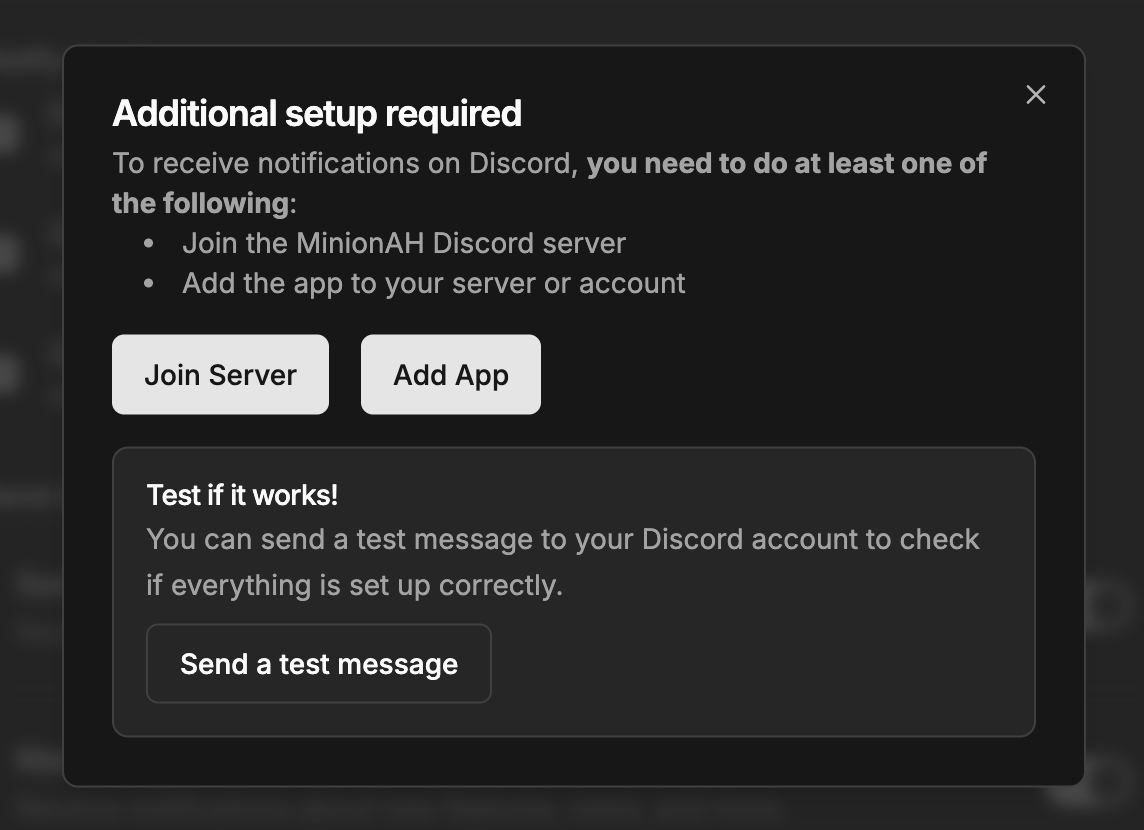 Additional setup required
To receive notifications on Discord, you need to do at least one of
the following:
• Join the MinionAH Discord server
• Add the app to your server or account
Join Server
Add App
Test if it works!
You can send a test message to your Discord account to check
if everything is set up correctly.
Send a test message